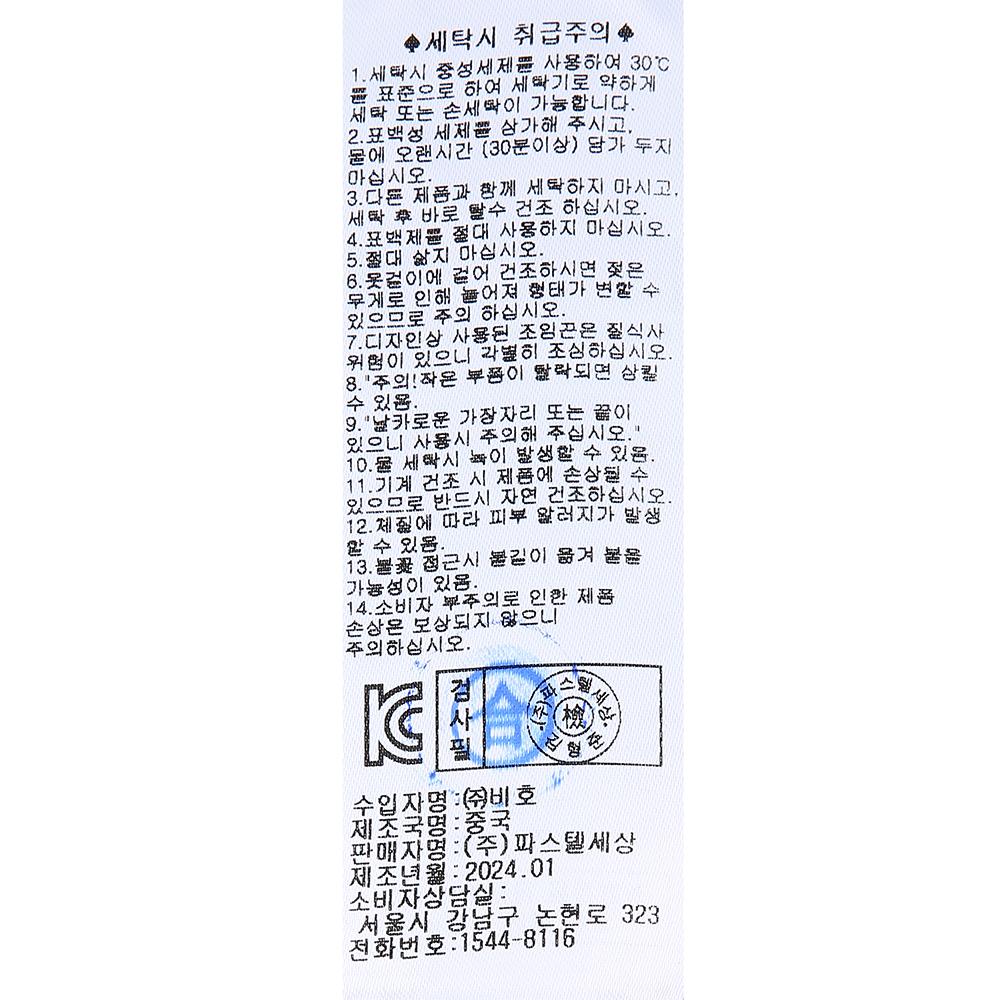 ♠세탁시 취급주의♠
1.세탁시 중성세제를 사용하여 30℃
를 표준으로 하여 세탁기로 약하게
세탁 또는 손세탁이 가능합니다.
2.표백성 세제를 삼가해 주시고,
물에 오랜시간 (30분이상) 담가 두지
마십시오.
3.다른 제품과 함께 세탁하지 마시고,
세탁 후 바로 탈수 건조 하십시오.
4.표백제를 절대 사용하지 마십시오.
5.절대 삶지 마십시오.
6.옷걸이에 걸어 건조하시면 젖은
무게로 인해 늘어져 형태가 변할 수
있으므로 주의 하십시오.
7.디자인상 사용된 조임끈은 질식사
위험이 있으니 각별히 조심하십시오.
8."주의!작은 부품이 탈락되면 삼킬
수 있음.
9."날카로운 가장자리 또는 끝이
있으니 사용시 주의해 주십시오."
10.물 세탁시 녹이 발생할 수 있음.
11.기계 건조 시 제품에 손상될 수
있으므로 반드시 자연 건조하십시오.
12.체질에 따라 피부 알러지가 발생
할 수 있음.
13.불꽃 접근시 불길이 옮겨 붙을
가능성이 있음.
14.소비자 부주의로 인한 제품
손상은 보상되지 않으니
주의하십시오.
KC
검사필
合
(주)파스텔세상
檢
수입자명:㈜비호
제조국명:중국
판매자명:(주)파스텔세상
제조년월:2024.01
소비자상담실:
서울시 강남구 논현로 323
전화번호:1544-8116